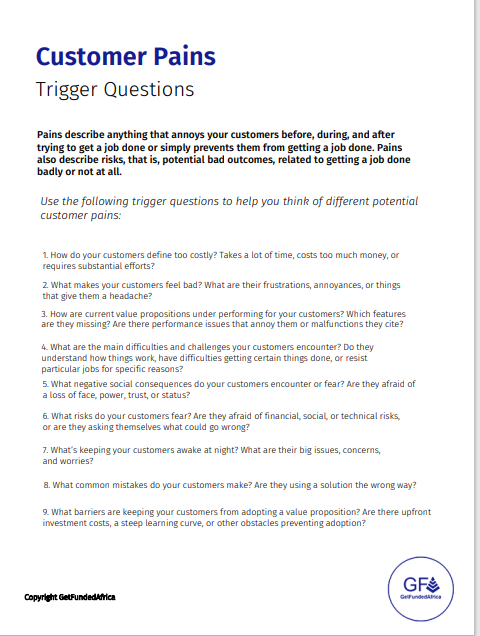 Customer Pains
Trigger Questions
Pains describe anything that annoys your customers before, during, and after
trying to get a job done or simply prevents them from getting a job done. Pains
also describe risks, that is, potential bad outcomes, related to getting a job done
badly or not at all.
Use the following trigger questions to help you think of different potential
customer pains:
1. How do your customers define too costly? Takes a lot of time, costs too much money, or
requires substantial efforts?
2. What makes your customers feel bad? What are their frustrations, annoyances, or things
that give them a headache?
3. How are current value propositions under performing for your customers? Which features
are they missing? Are there performance issues that annoy them or malfunctions they cite?
4. What are the main difficulties and challenges your customers encounter? Do they
understand how things work, have difficulties getting certain things done, or resist
particular jobs for specific reasons?
5. What negative social consequences do your customers encounter or fear? Are they afraid of
a loss of face, power, trust, or status?
6. What risks do your customers fear? Are they afraid of financial, social, or technical risks,
or are they asking themselves what could go wrong?
7. What's keeping your customers awake at night? What are their big issues, concerns,
and worries?
8. What common mistakes do your customers make? Are they using a solution the wrong way?
9. What barriers are keeping your customers from adopting a value proposition? Are there upfront
investment costs, a steep learning curve, or other obstacles preventing adoption?
GF
GetFundedAfrica
Copyright GetFundedAfrica